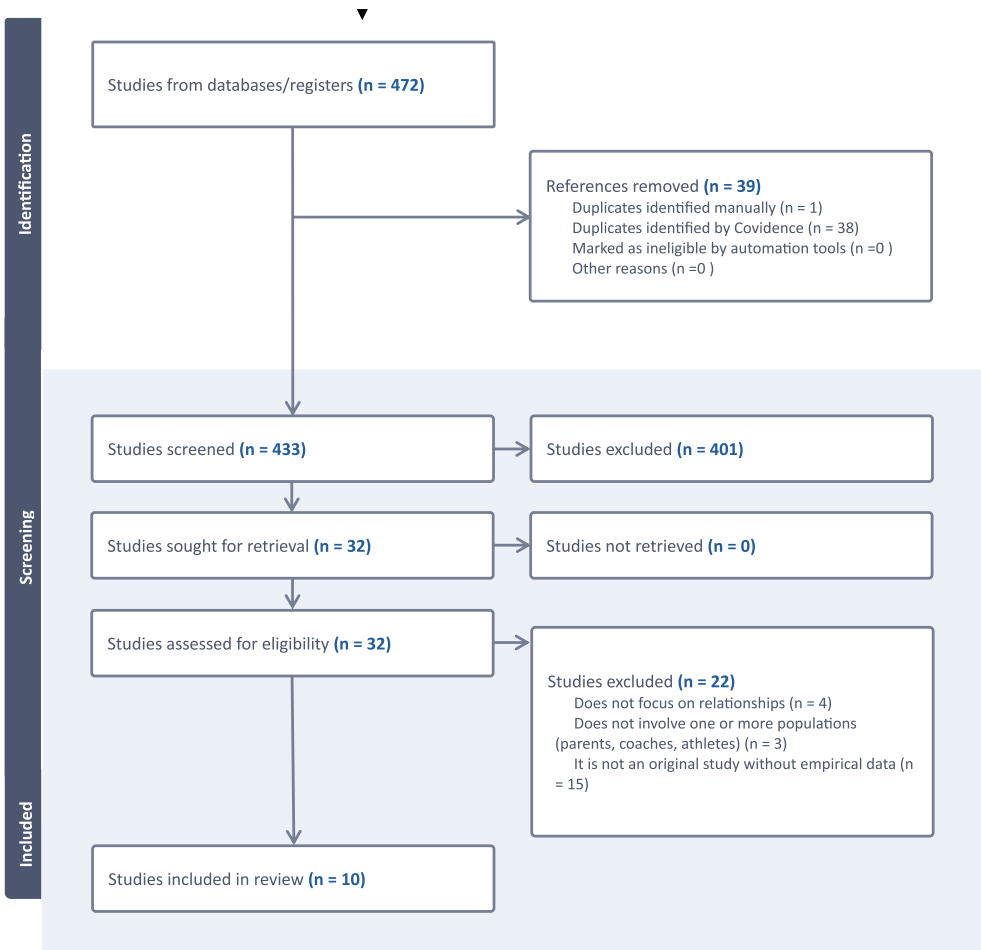 Identification
Studies from databases/registers (n = 472)
References removed (n = 39)
Duplicates identified manually (n = 1)
Duplicates identified by Covidence (n = 38)
Marked as ineligible by automation tools (n =0 )
Other reasons (n =0 )
Screening
Studies screened (n = 433)
Studies excluded (n = 401)
Studies sought for retrieval (n = 32)
Studies not retrieved (n = 0)
Studies assessed for eligibility (n = 32)
Studies excluded (n = 22)
Does not focus on relationships (n = 4)
Does not involve one or more populations
(parents, coaches, athletes) (n = 3)
It is not an original study without empirical data (n
= 15)
Included
Studies included in review (n = 10)